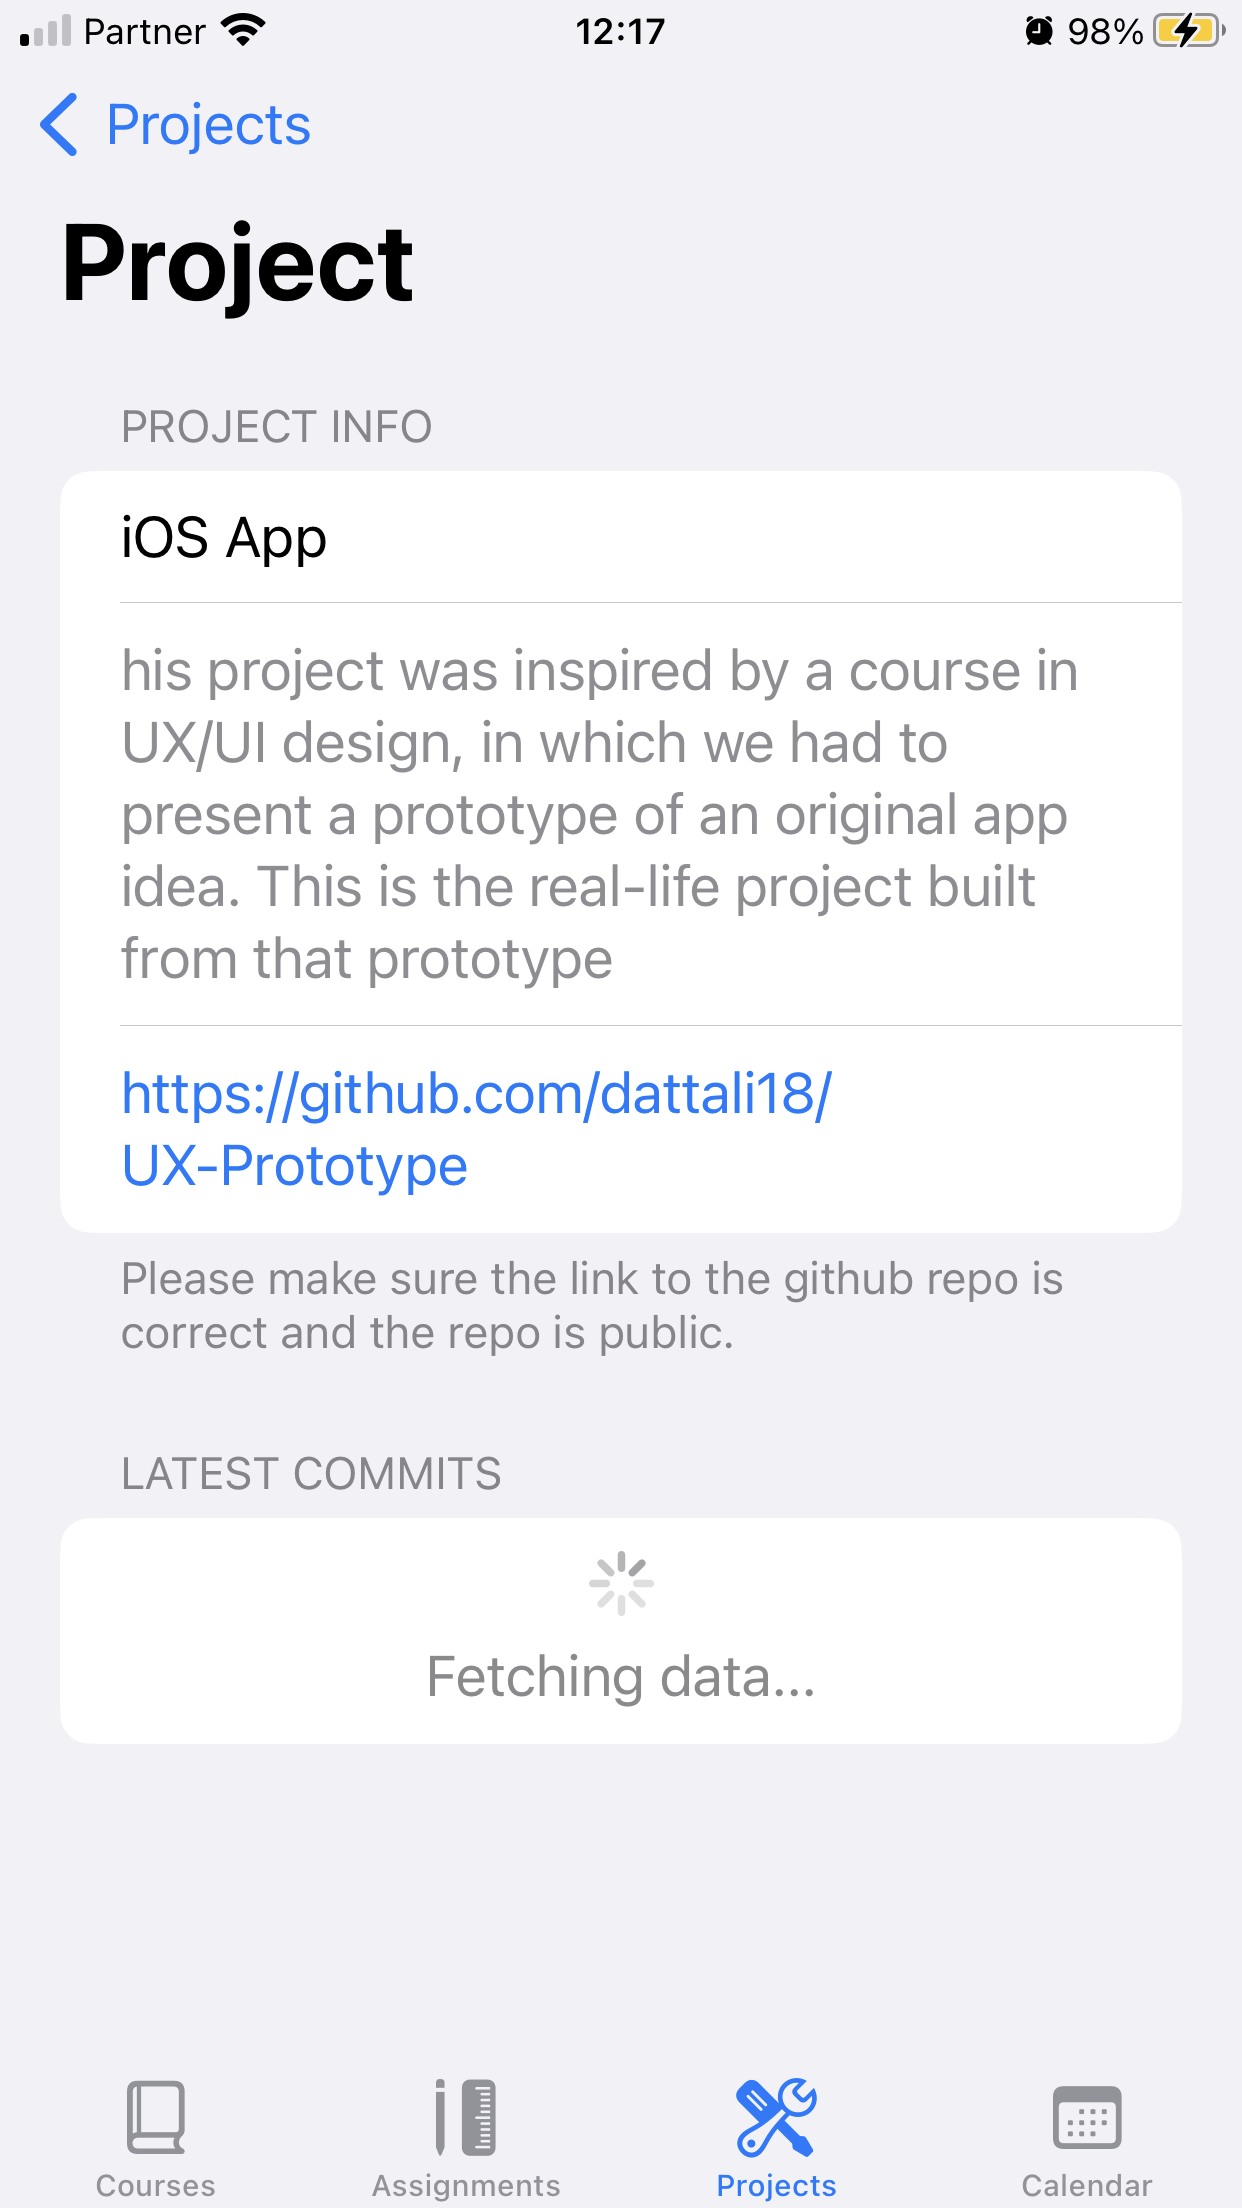 Partner 12:17 98%
Projects
Project
PROJECT INFO
iOS App
his project was inspired by a course in
UX/UI design, in which we had to
present a prototype of an original app
idea. This is the real-life project built
from that prototype
https://github.com/dattali18/
UX-Prototype
Please make sure the link to the github repo is
correct and the repo is public.
LATEST COMMITS
Fetching data...
Courses Assignments Projects Calendar